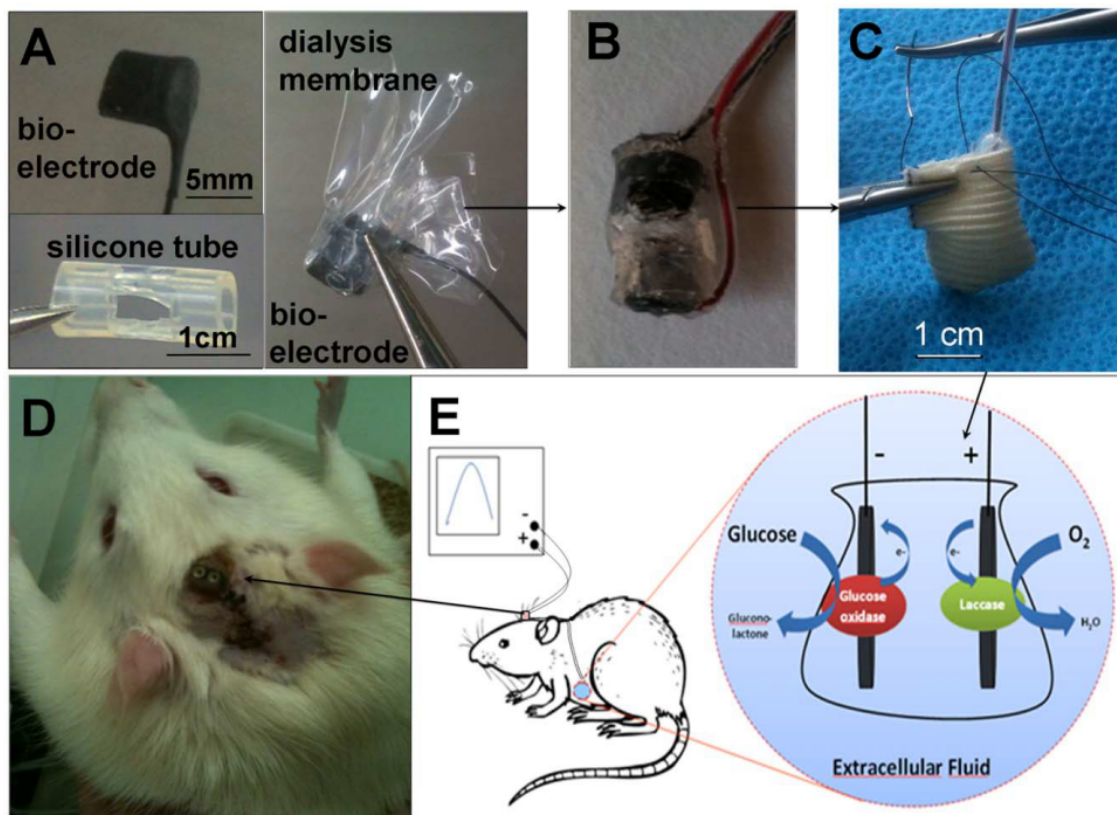 A
bio-
electrode
5mm
silicone tube
1cm
dialysis
membrane
bio-
electrode
B
C
1 cm
D
E
-
+
-
+
Glucose
e-
e-
O₂
Glucose
oxidase
Laccase
Glucono-
lactone
H₂O
Extracellular Fluid